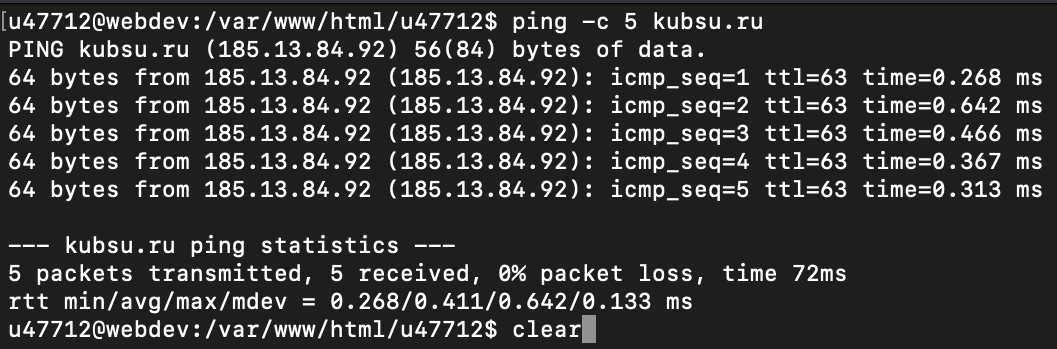 [u47712@webdev:/var/www/html/u47712$ ping -c 5 kubsu.ru
PING kubsu.ru (185.13.84.92) 56(84) bytes of data.
64 bytes from 185.13.84.92 (185.13.84.92): icmp_seq=1 ttl=63 time=0.268 ms
64 bytes from 185.13.84.92 (185.13.84.92): icmp_seq=2 ttl=63 time=0.642 ms
64 bytes from 185.13.84.92 (185.13.84.92): icmp_seq=3 ttl=63 time=0.466 ms
64 bytes from 185.13.84.92 (185.13.84.92): icmp_seq=4 ttl=63 time=0.367 ms
64 bytes from 185.13.84.92 (185.13.84.92): icmp_seq=5 ttl=63 time=0.313 ms

--- kubsu.ru ping statistics ---
5 packets transmitted, 5 received, 0% packet loss, time 72ms
rtt min/avg/max/mdev = 0.268/0.411/0.642/0.133 ms
u47712@webdev:/var/www/html/u47712$ clear